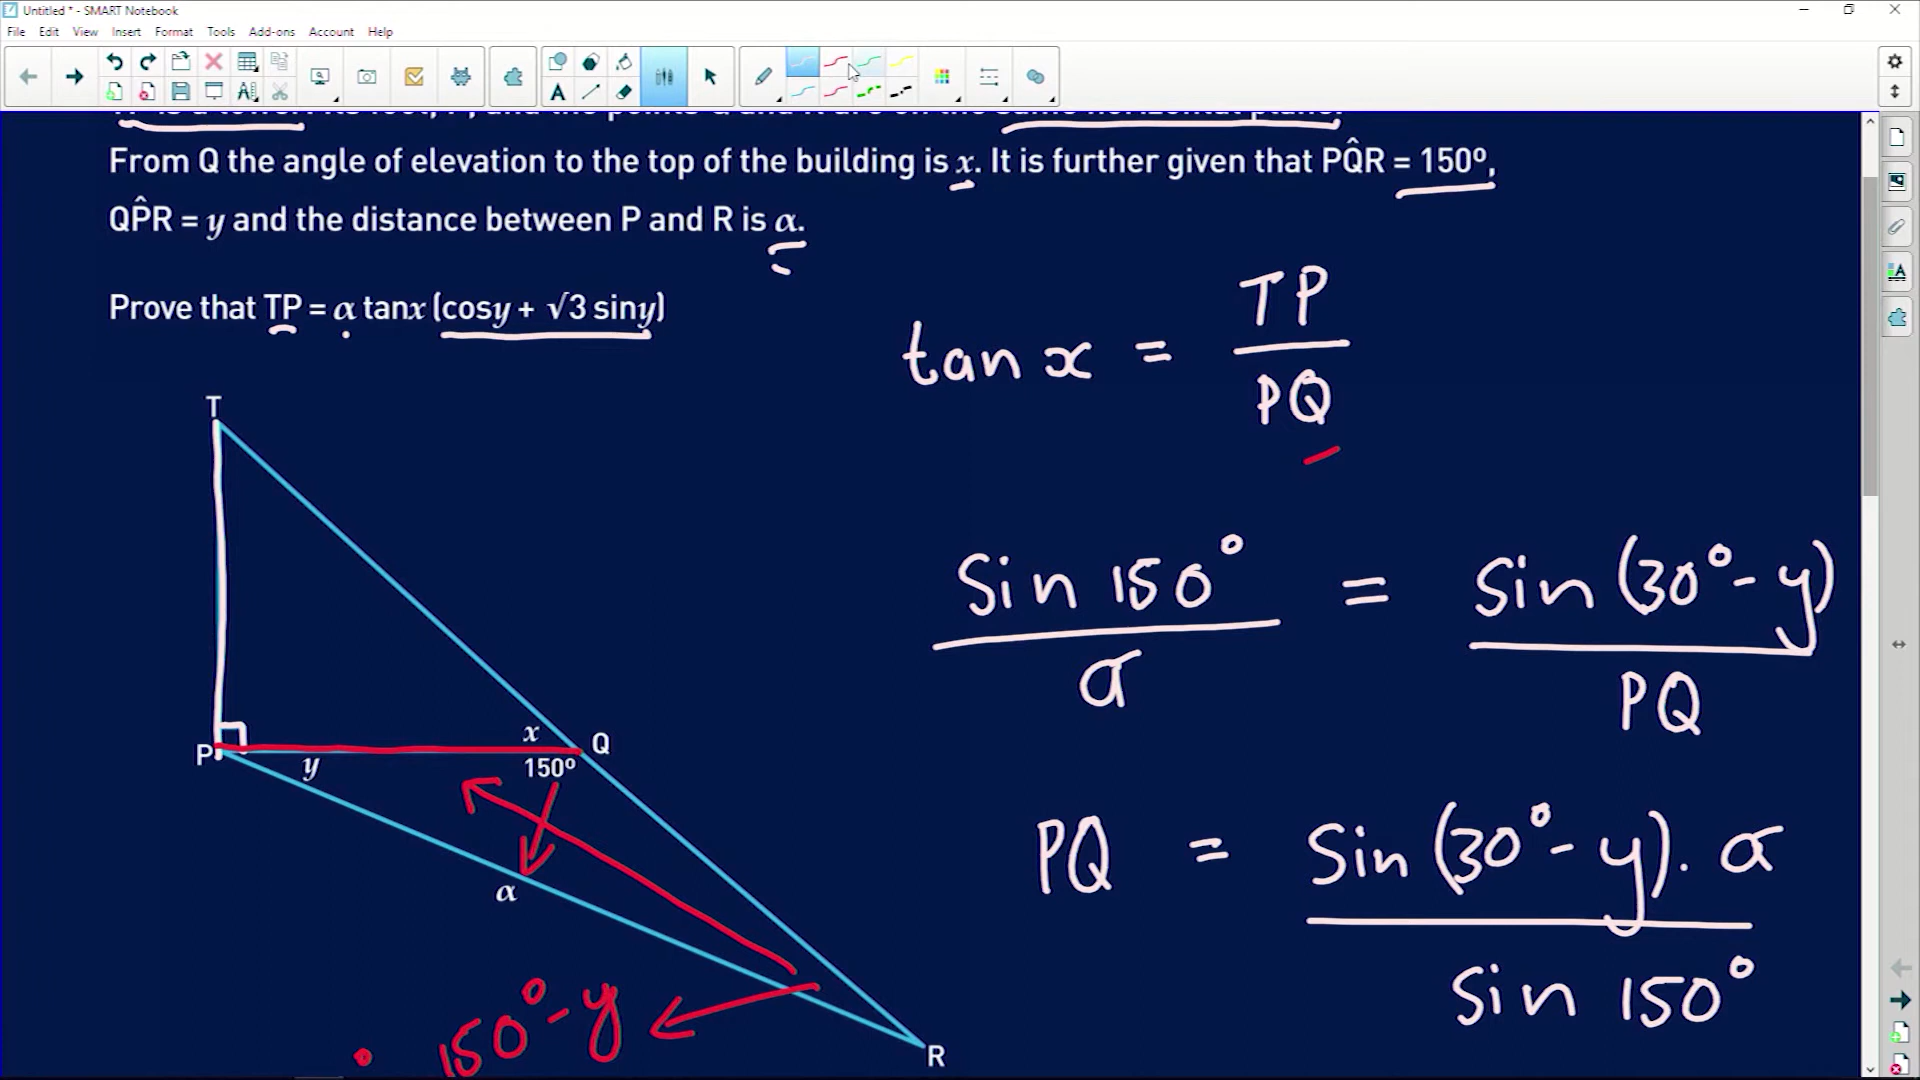 Untitled * - SMART Notebook
File Edit View Insert Format Tools Add-ons Account Help
From Q the angle of elevation to the top of the building is x. It is further given that PQ̂R = 150º,
QP̂R = y and the distance between P and R is α.
Prove that TP = α tanx (cosy + √3 siny)
tan x = TP / PQ
T
Sin 150° / a = Sin (30° - y) / PQ
x
P
Q
y
150º
PQ = Sin (30° - y) . a / Sin 150°
α
150° - y
R